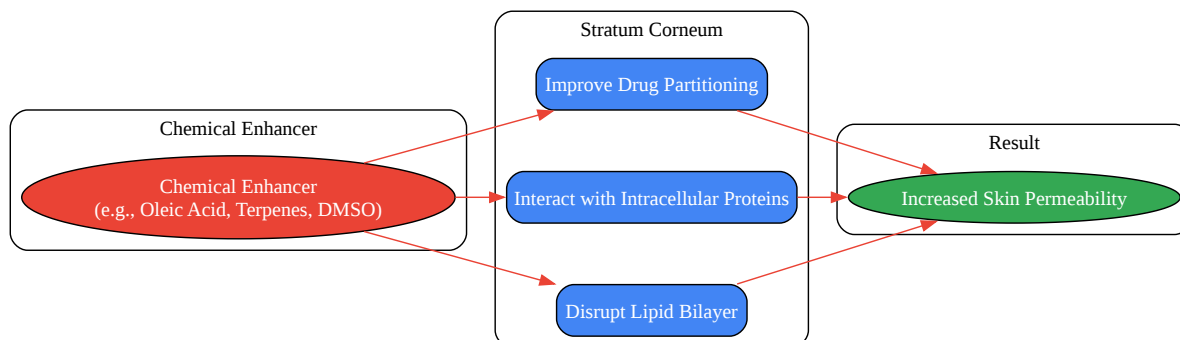 Stratum Corneum
Improve Drug Partitioning
Chemical Enhancer
Chemical Enhancer
(e.g., Oleic Acid, Terpenes, DMSO)
Interact with Intracellular Proteins
Disrupt Lipid Bilayer
Result
Increased Skin Permeability